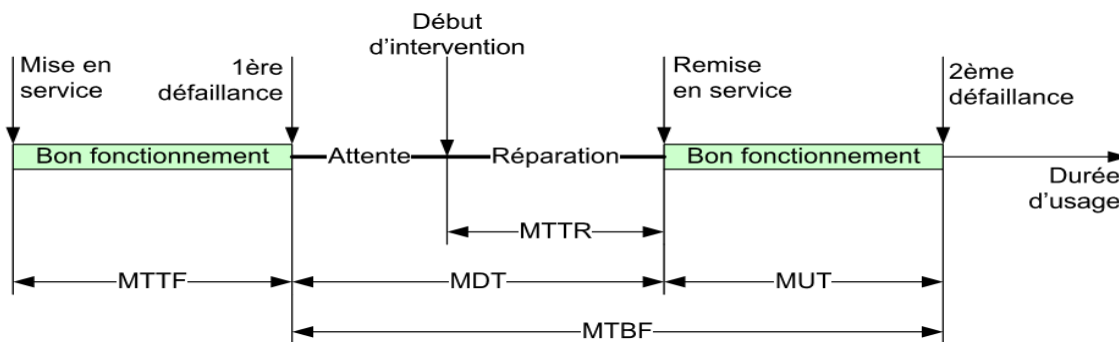 Début
d'intervention
Mise en
service
1ère
défaillance
Remise
en service
2ème
défaillance
Bon fonctionnement
Attente
Réparation
Bon fonctionnement
Durée
d'usage
MTTR
MTTF
MDT
MUT
MTBF